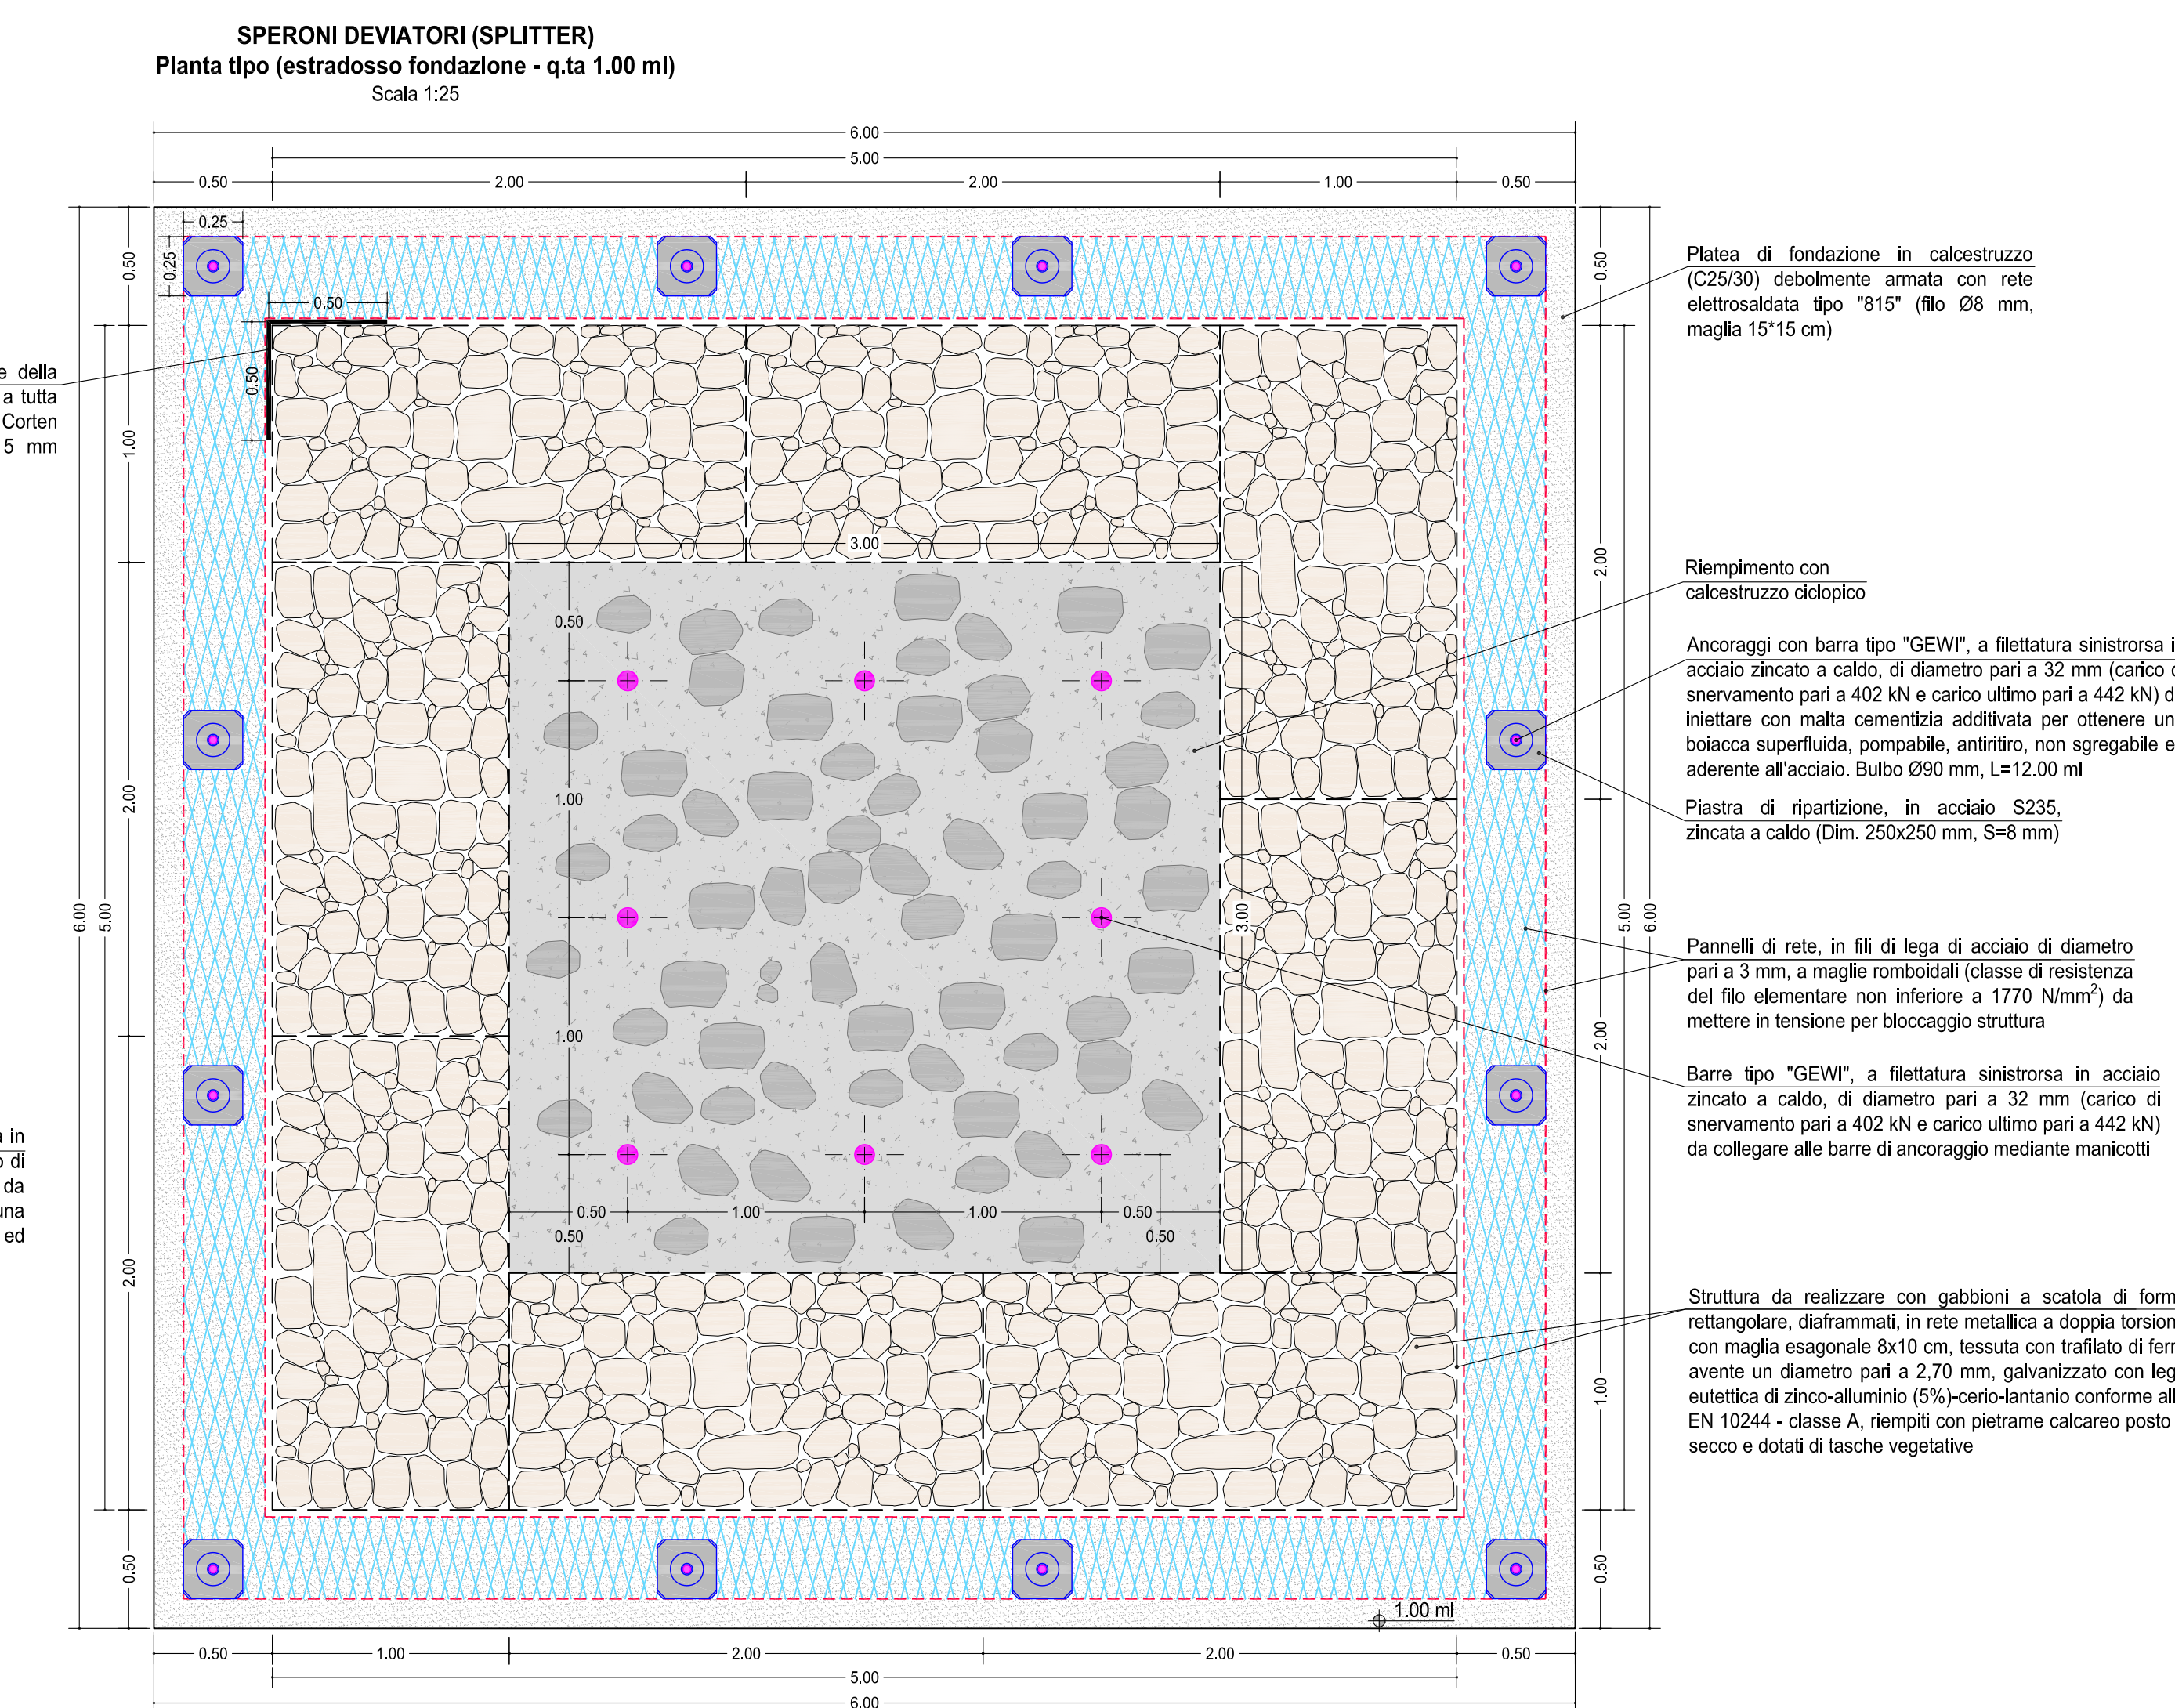 SPERONI DEVIATORI (SPLITTER)
Pianta tipo (estradosso fondazione - q.ta 1.00 ml)
Scala 1:25
6.00
5.00
0.50
2.00
2.00
1.00
0.50
0.25
0.25
0.50
0.50
0.50
1.00
2.00
2.00
0.50
6.00
5.00
e della
a tutta
Corten
5 mm
a in
o di
da
una
ed
3.00
0.50
1.00
1.00
0.50
0.50
1.00
1.00
0.50
0.50
3.00
0.50
2.00
2.00
1.00
0.50
5.00
6.00
1.00 ml
0.50
1.00
2.00
2.00
0.50
5.00
6.00
Platea di fondazione in calcestruzzo
(C25/30) debolmente armata con rete
elettrosaldata tipo "815" (filo Ø8 mm,
maglia 15*15 cm)
Riempimento con
calcestruzzo ciclopico
Ancoraggi con barra tipo "GEWI", a filettatura sinistrorsa i
acciaio zincato a caldo, di diametro pari a 32 mm (carico
snervamento pari a 402 kN e carico ultimo pari a 442 kN) d
iniettare con malta cementizia additivata per ottenere un
boiacca superfluida, pompabile, antiritiro, non sgregabile e
aderente all'acciaio. Bulbo Ø90 mm, L=12.00 ml
Piastra di ripartizione, in acciaio S235,
zincata a caldo (Dim. 250x250 mm, S=8 mm)
Pannelli di rete, in fili di lega di acciaio di diametro
pari a 3 mm, a maglie romboidali (classe di resistenza
del filo elementare non inferiore a 1770 N/mm²) da
mettere in tensione per bloccaggio struttura
Barre tipo "GEWI", a filettatura sinistrorsa in acciaio
zincato a caldo, di diametro pari a 32 mm (carico di
snervamento pari a 402 kN e carico ultimo pari a 442 kN)
da collegare alle barre di ancoraggio mediante manicotti
Struttura da realizzare con gabbioni a scatola di form
rettangolare, diaframmati, in rete metallica a doppia torsion
con maglia esagonale 8x10 cm, tessuta con trafilato di ferr
avente un diametro pari a 2,70 mm, galvanizzato con leg
eutettica di zinco-alluminio (5%)-cerio-lantanio conforme all
EN 10244 - classe A, riempiti con pietrame calcareo posto
secco e dotati di tasche vegetative